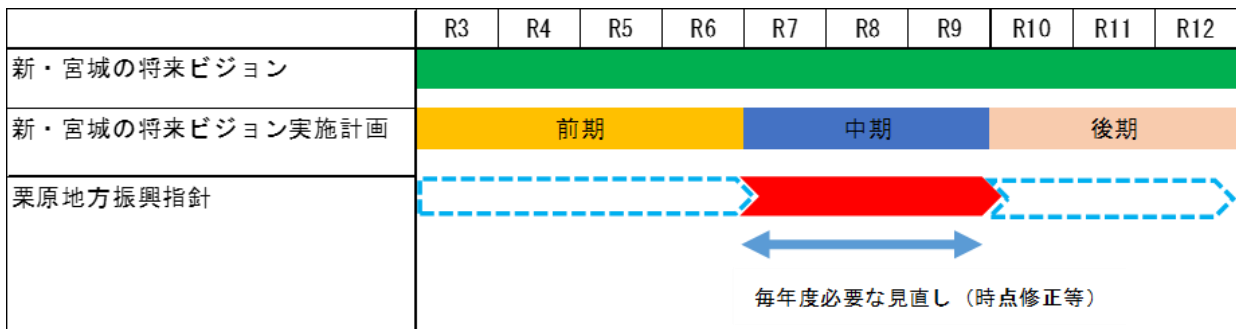 R3 R4 R5 R6 R7 R8 R9 R10 R11 R12
新・宮城の将来ビジョン
新・宮城の将来ビジョン実施計画 前期 中期 後期
栗原地方振興指針
毎年度必要な見直し（時点修正等）